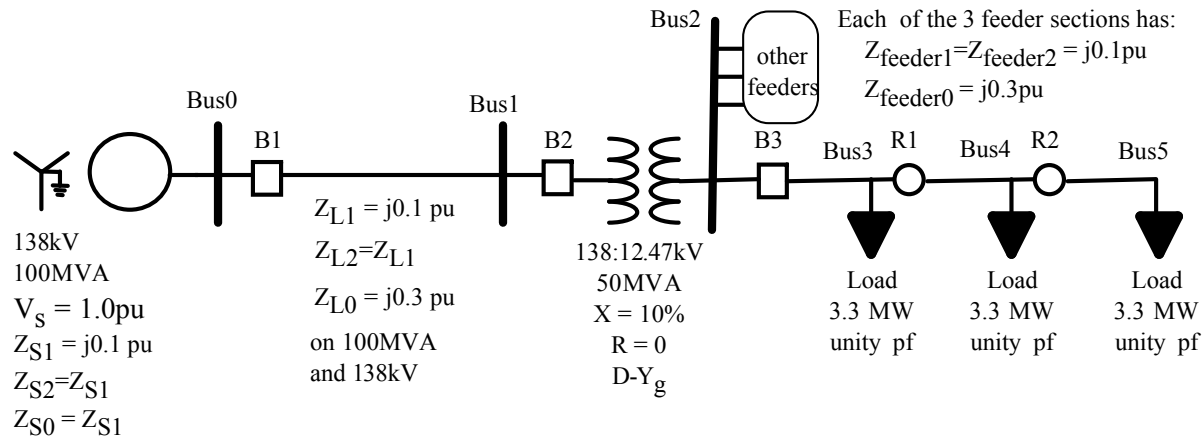 Bus0
B1
Bus1
B2
Bus2
other
feeders
B3
Bus3
R1
Bus4
R2
Bus5
Each of the 3 feeder sections has:
Zfeeder1=Zfeeder2 = j0.1pu
Zfeeder0 = j0.3pu
138kV
100MVA
Vs = 1.0pu
ZS1 = j0.1 pu
ZS2=ZS1
ZS0 = ZS1
ZL1 = j0.1 pu
ZL2=ZL1
ZL0 = j0.3 pu
on 100MVA
and 138kV
138:12.47kV
50MVA
X = 10%
R = 0
D-Yg
Load
3.3 MW
unity pf
Load
3.3 MW
unity pf
Load
3.3 MW
unity pf